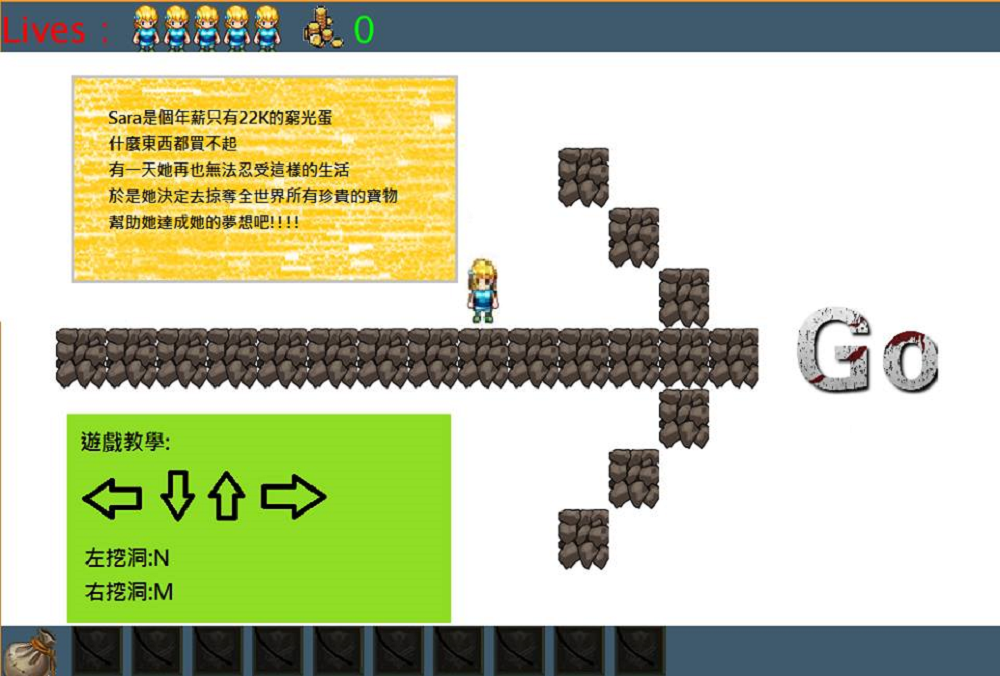 Lives : 0
Sara是個年薪只有22K的窮光蛋
什麼東西都買不起
有一天她再也無法忍受這樣的生活
於是她決定去掠奪全世界所有珍貴的寶物
幫助她達成她的夢想吧!!!!
Go
遊戲教學:
左挖洞:N
右挖洞:M